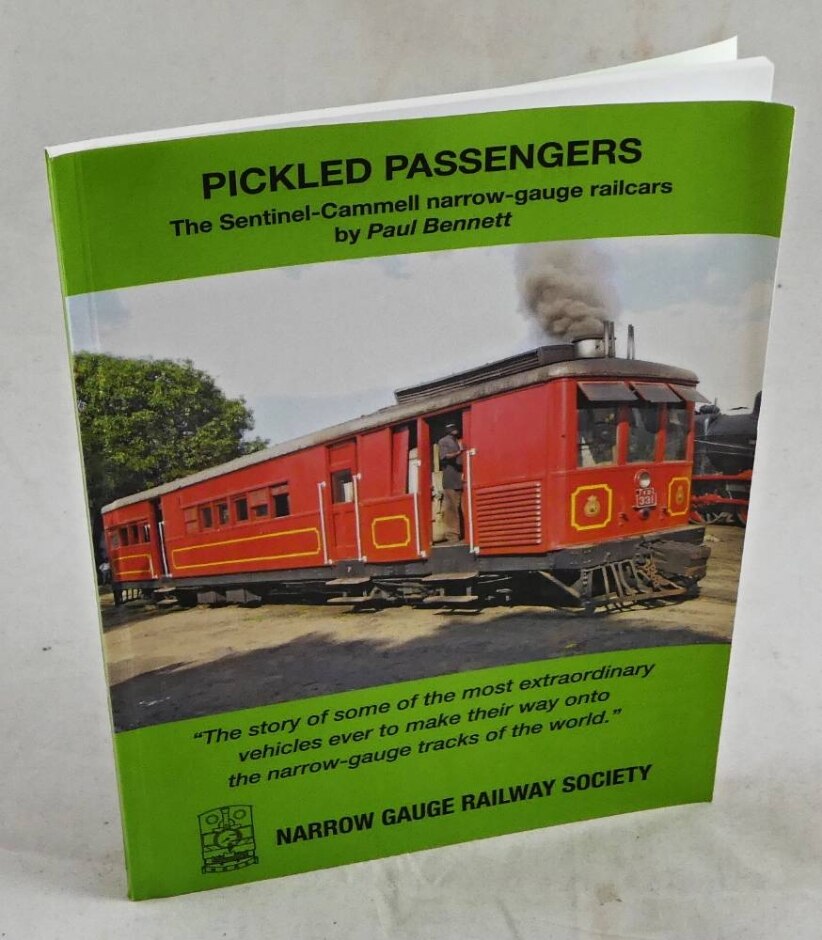 PICKLED PASSENGERS
The Sentinel-Cammell narrow-gauge railcars
by Paul Bennett
331
“The story of some of the most extraordinary
vehicles ever to make their way onto
the narrow-gauge tracks of the world.”
NARROW GAUGE RAILWAY SOCIETY